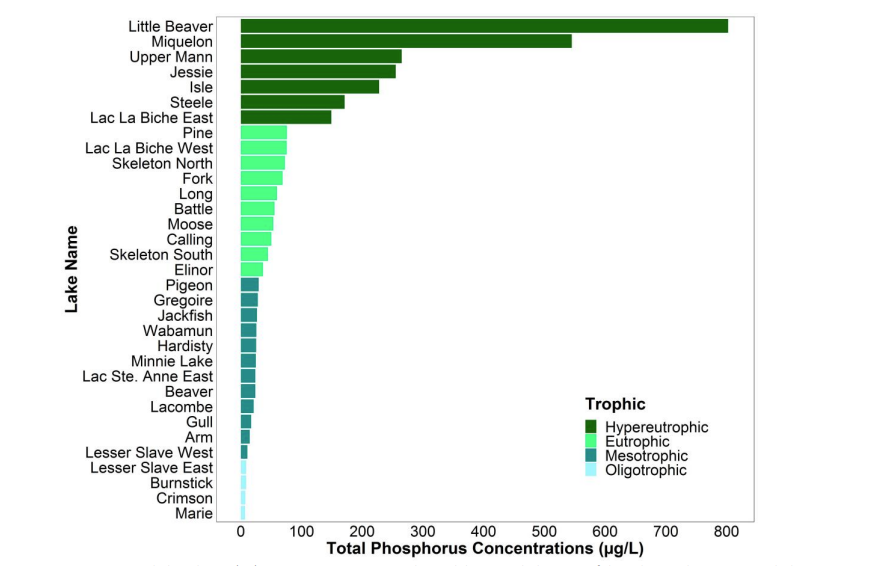 Little Beaver
Miquelon
Upper Mann
Jessie
Isle
Steele
Lac La Biche East
Pine
Lac La Biche West
Skeleton North
Fork
Long
Battle
Moose
Calling
Skeleton South
Elinor
Pigeon
Gregoire
Jackfish
Wabamun
Hardisty
Minnie Lake
Lac Ste. Anne East
Beaver
Lacombe
Gull
Arm
Lesser Slave West
Lesser Slave East
Burnstick
Crimson
Marie
Lake Name
Trophic
Hypereutrophic
Eutrophic
Mesotrophic
Oligotrophic
0 100 200 300 400 500 600 700 800
Total Phosphorus Concentrations (µg/L)